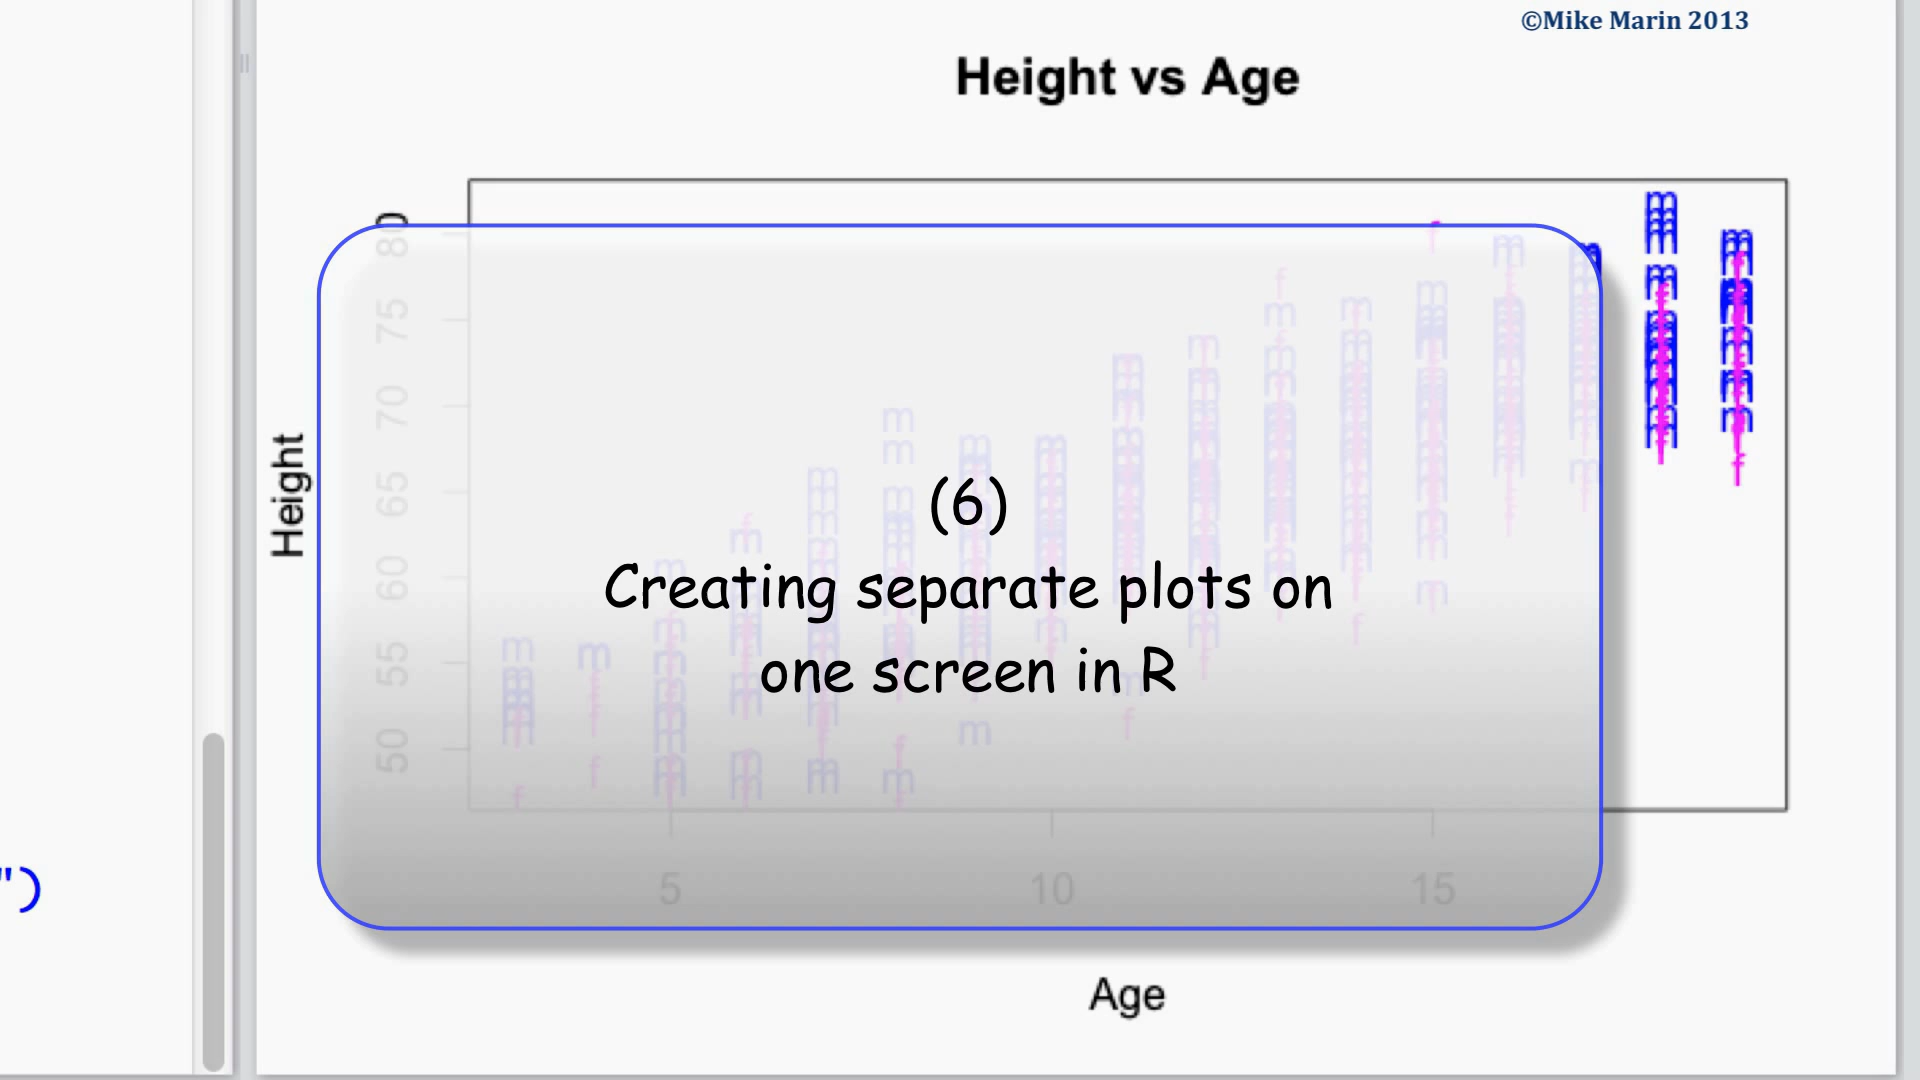 ©Mike Marin 2013
Height vs Age
80
75
70
65
60
55
50
Height
(6)
Creating separate plots on
one screen in R
5
10
15
Age
")